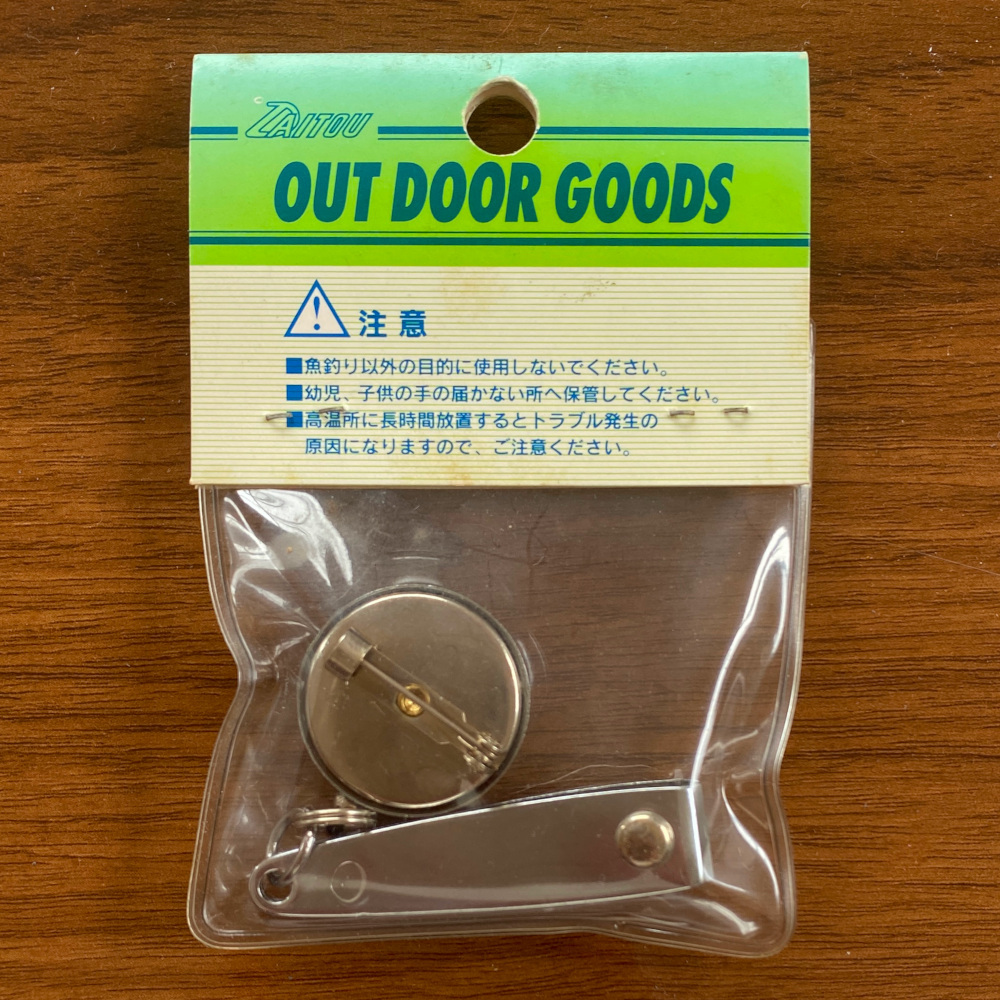 ©DAITOU
OUT DOOR GOODS
注意
■魚釣り以外の目的に使用しないでください。
■幼児、子供の手の届かない所へ保管してください。
■高温所に長時間放置するとトラブル発生の
原因になりますので、ご注意ください。